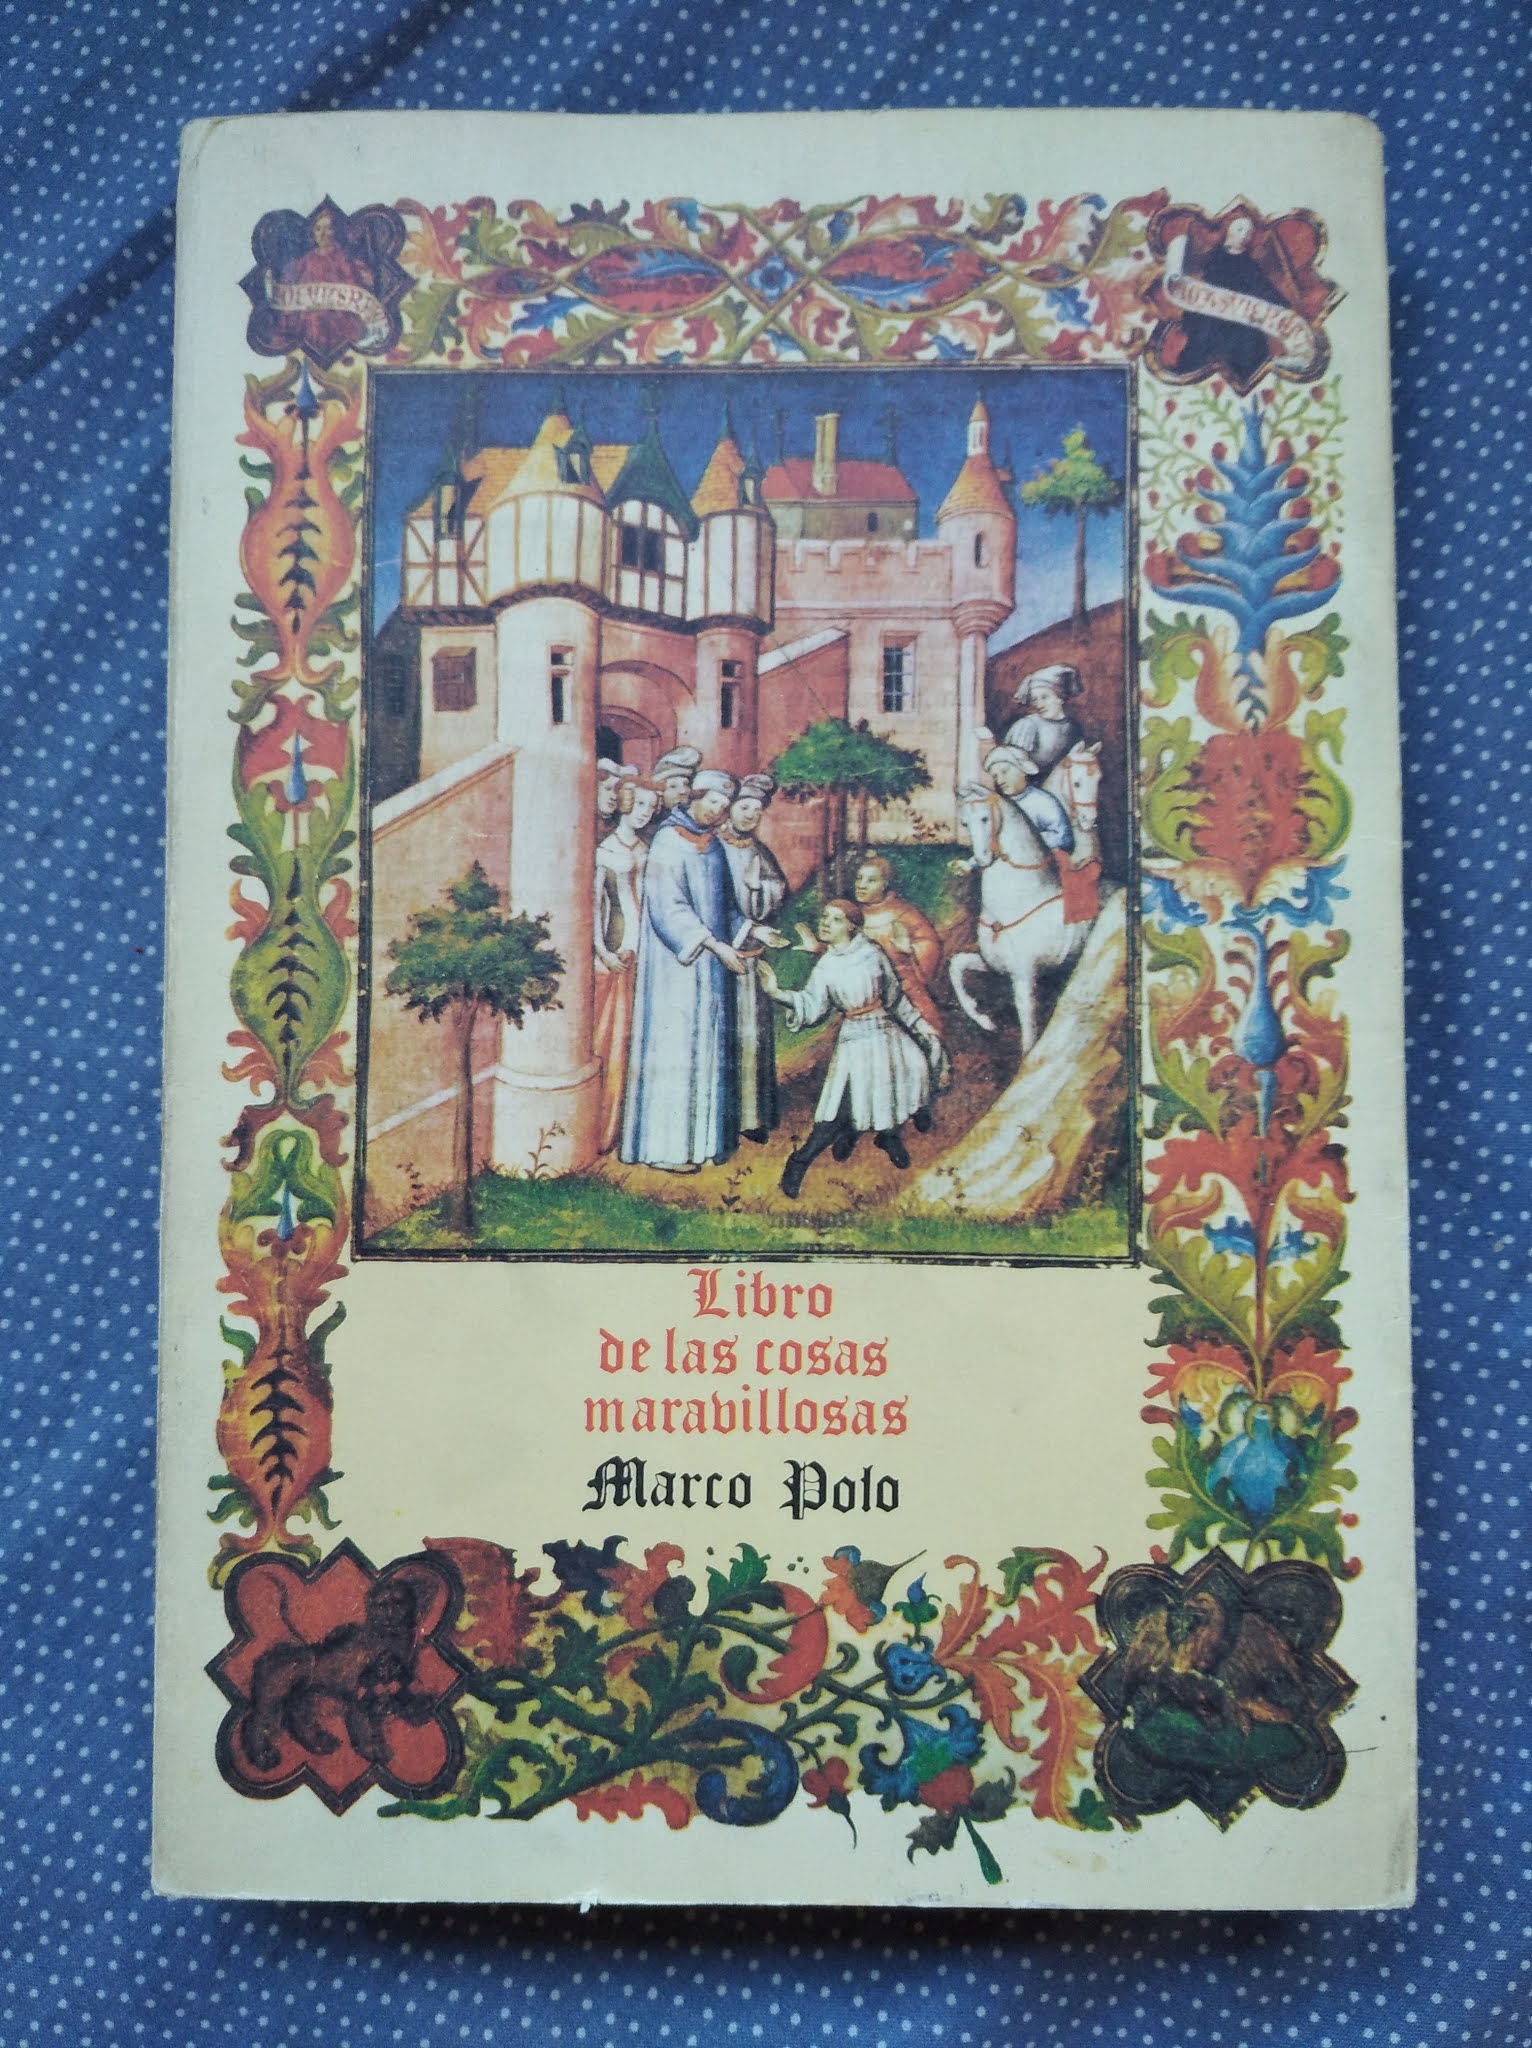 Libro
de las cosas
maravillosas
Marco Polo